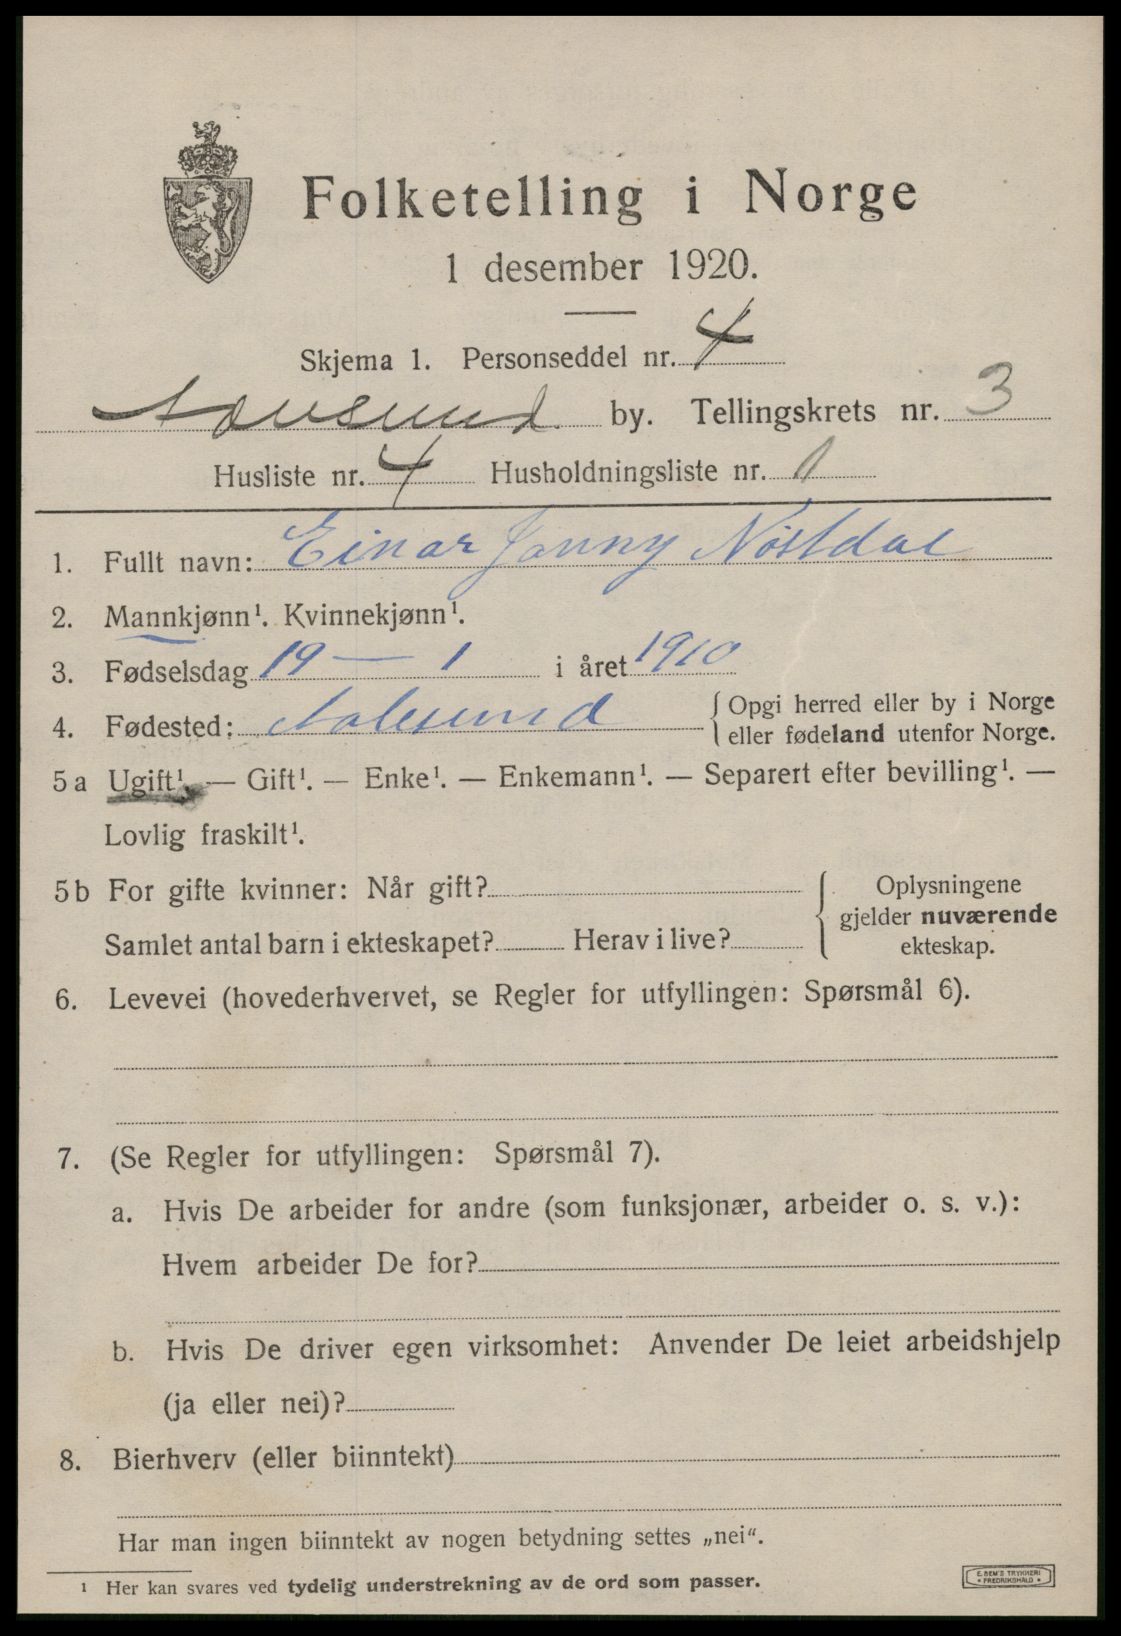 Folketelling i Norge
1 desember 1920.
Skjema 1. Personseddel nr. 4
by. Tellingskrets nr. 3
Husliste nr. 4 Husholdningsliste nr. 1
1. Fullt navn: Einar Jonny Nöstdal
2. Mannkjønn¹. Kvinnekjønn¹.
3. Fødselsdag 19 — 1 i året 1910
4. Fødested: Aalesund { Opgi herred eller by i Norge
eller fødeland utenfor Norge.
5a Ugift¹. — Gift¹. — Enke¹. — Enkemann¹. — Separert efter bevilling¹. —
Lovlig fraskilt¹.
5b For gifte kvinner: Når gift?
Samlet antal barn i ekteskapet? Herav i live?
{ Oplysningene
gjelder nuværende
ekteskap.
6. Levevei (hovederhvervet, se Regler for utfyllingen: Spørsmål 6).
7. (Se Regler for utfyllingen: Spørsmål 7).
a. Hvis De arbeider for andre (som funksjonær, arbeider o. s. v.):
Hvem arbeider De for?
b. Hvis De driver egen virksomhet: Anvender De leiet arbeidshjelp
(ja eller nei)?
8. Bierhverv (eller biinntekt)
Har man ingen biinntekt av nogen betydning settes „nei“.
¹ Her kan svares ved tydelig understrekning av de ord som passer.
E. SEM'S TRYKKERI
• FREDRIKSHALD •